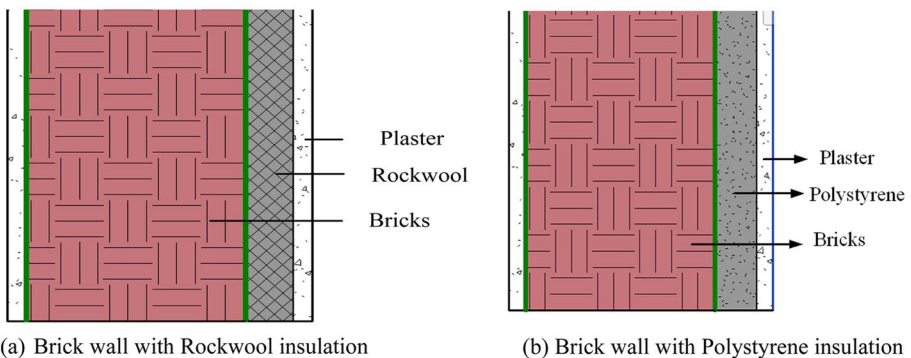 Plaster
Rockwool
Bricks
Plaster
Polystyrene
Bricks
(a) Brick wall with Rockwool insulation
(b) Brick wall with Polystyrene insulation